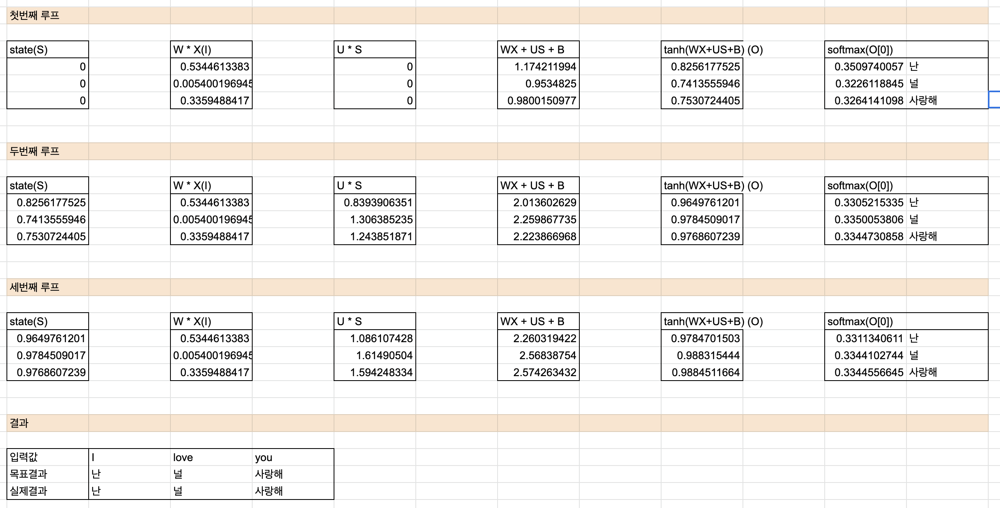 첫번째 루프
state(S) W * X(I) U * S WX + US + B tanh(WX+US+B) (O) softmax(O[0])
0 0.5344613383 0 1.174211994 0.8256177525 0.3509740057 난
0 0.005400196945 0 0.9534825 0.7413555946 0.3226118845 널
0 0.3359488417 0 0.9800150977 0.7530724405 0.3264141098 사랑해
두번째 루프
state(S) W * X(I) U * S WX + US + B tanh(WX+US+B) (O) softmax(O[0])
0.8256177525 0.5344613383 0.8393906351 2.013602629 0.9649761201 0.3305215335 난
0.7413555946 0.005400196945 1.306385235 2.259867735 0.9784509017 0.3350053806 널
0.7530724405 0.3359488417 1.243851871 2.223866968 0.9768607239 0.3344730858 사랑해
세번째 루프
state(S) W * X(I) U * S WX + US + B tanh(WX+US+B) (O) softmax(O[0])
0.9649761201 0.5344613383 1.086107428 2.260319422 0.9784701503 0.3311340611 난
0.9784509017 0.005400196945 1.61490504 2.56838754 0.988315444 0.3344102744 널
0.9768607239 0.3359488417 1.594248334 2.574263432 0.9884511664 0.3344556645 사랑해
결과
입력값 I love you
목표결과 난 널 사랑해
실제결과 난 널 사랑해